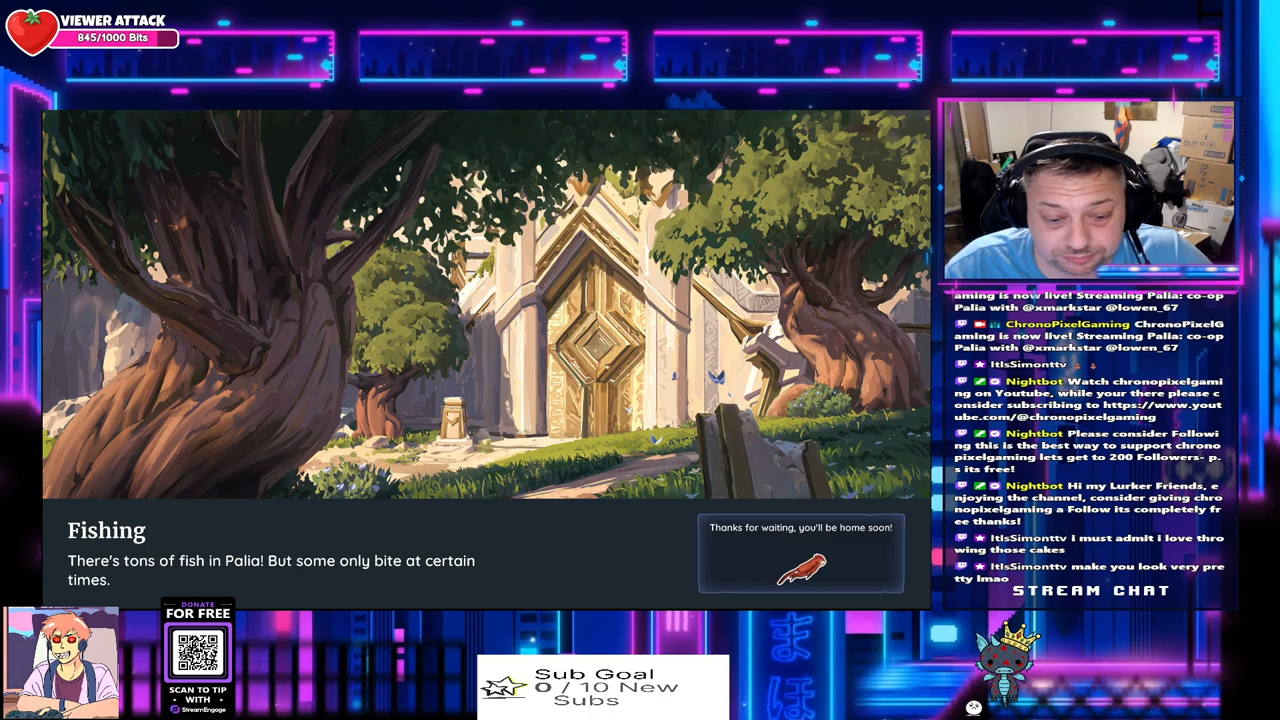 VIEWER ATTACK
845/1000 Bits
Fishing
There's tons of fish in Palia! But some only bite at certain
times.
Thanks for waiting, you'll be home soon!
aming is now live! Streaming Palia: co-op
Palia with @xmarkstar @lowen_67
ChronoPixelGaming ChronoPixelG
aming is now live! Streaming Palia: co-op
Palia with @xmarkstar @lowen_67
ItIsSimonttv
Nightbot Watch chronopixelgami
ng on Youtube, while your there please c
onsider subscribing to https://www.yout
ube.com/@chronopixelgaming
Nightbot Please consider Followi
ng this is the best way to support chrono
pixelgaming lets get to 200 Followers- p.
s its free!
Nightbot Hi my Lurker Friends, e
njoying the channel, consider giving chro
nopixelgaming a Follow its completely fr
ee thanks!
ItIsSimonttv i must admit i love thro
wing those cakes
ItIsSimonttv make you look very pre
tty lmao
STREAM CHAT
DONATE
FOR FREE
SCAN TO TIP
WITH
StreamEngage
Sub Goal
0 / 10 New
Subs
まほ